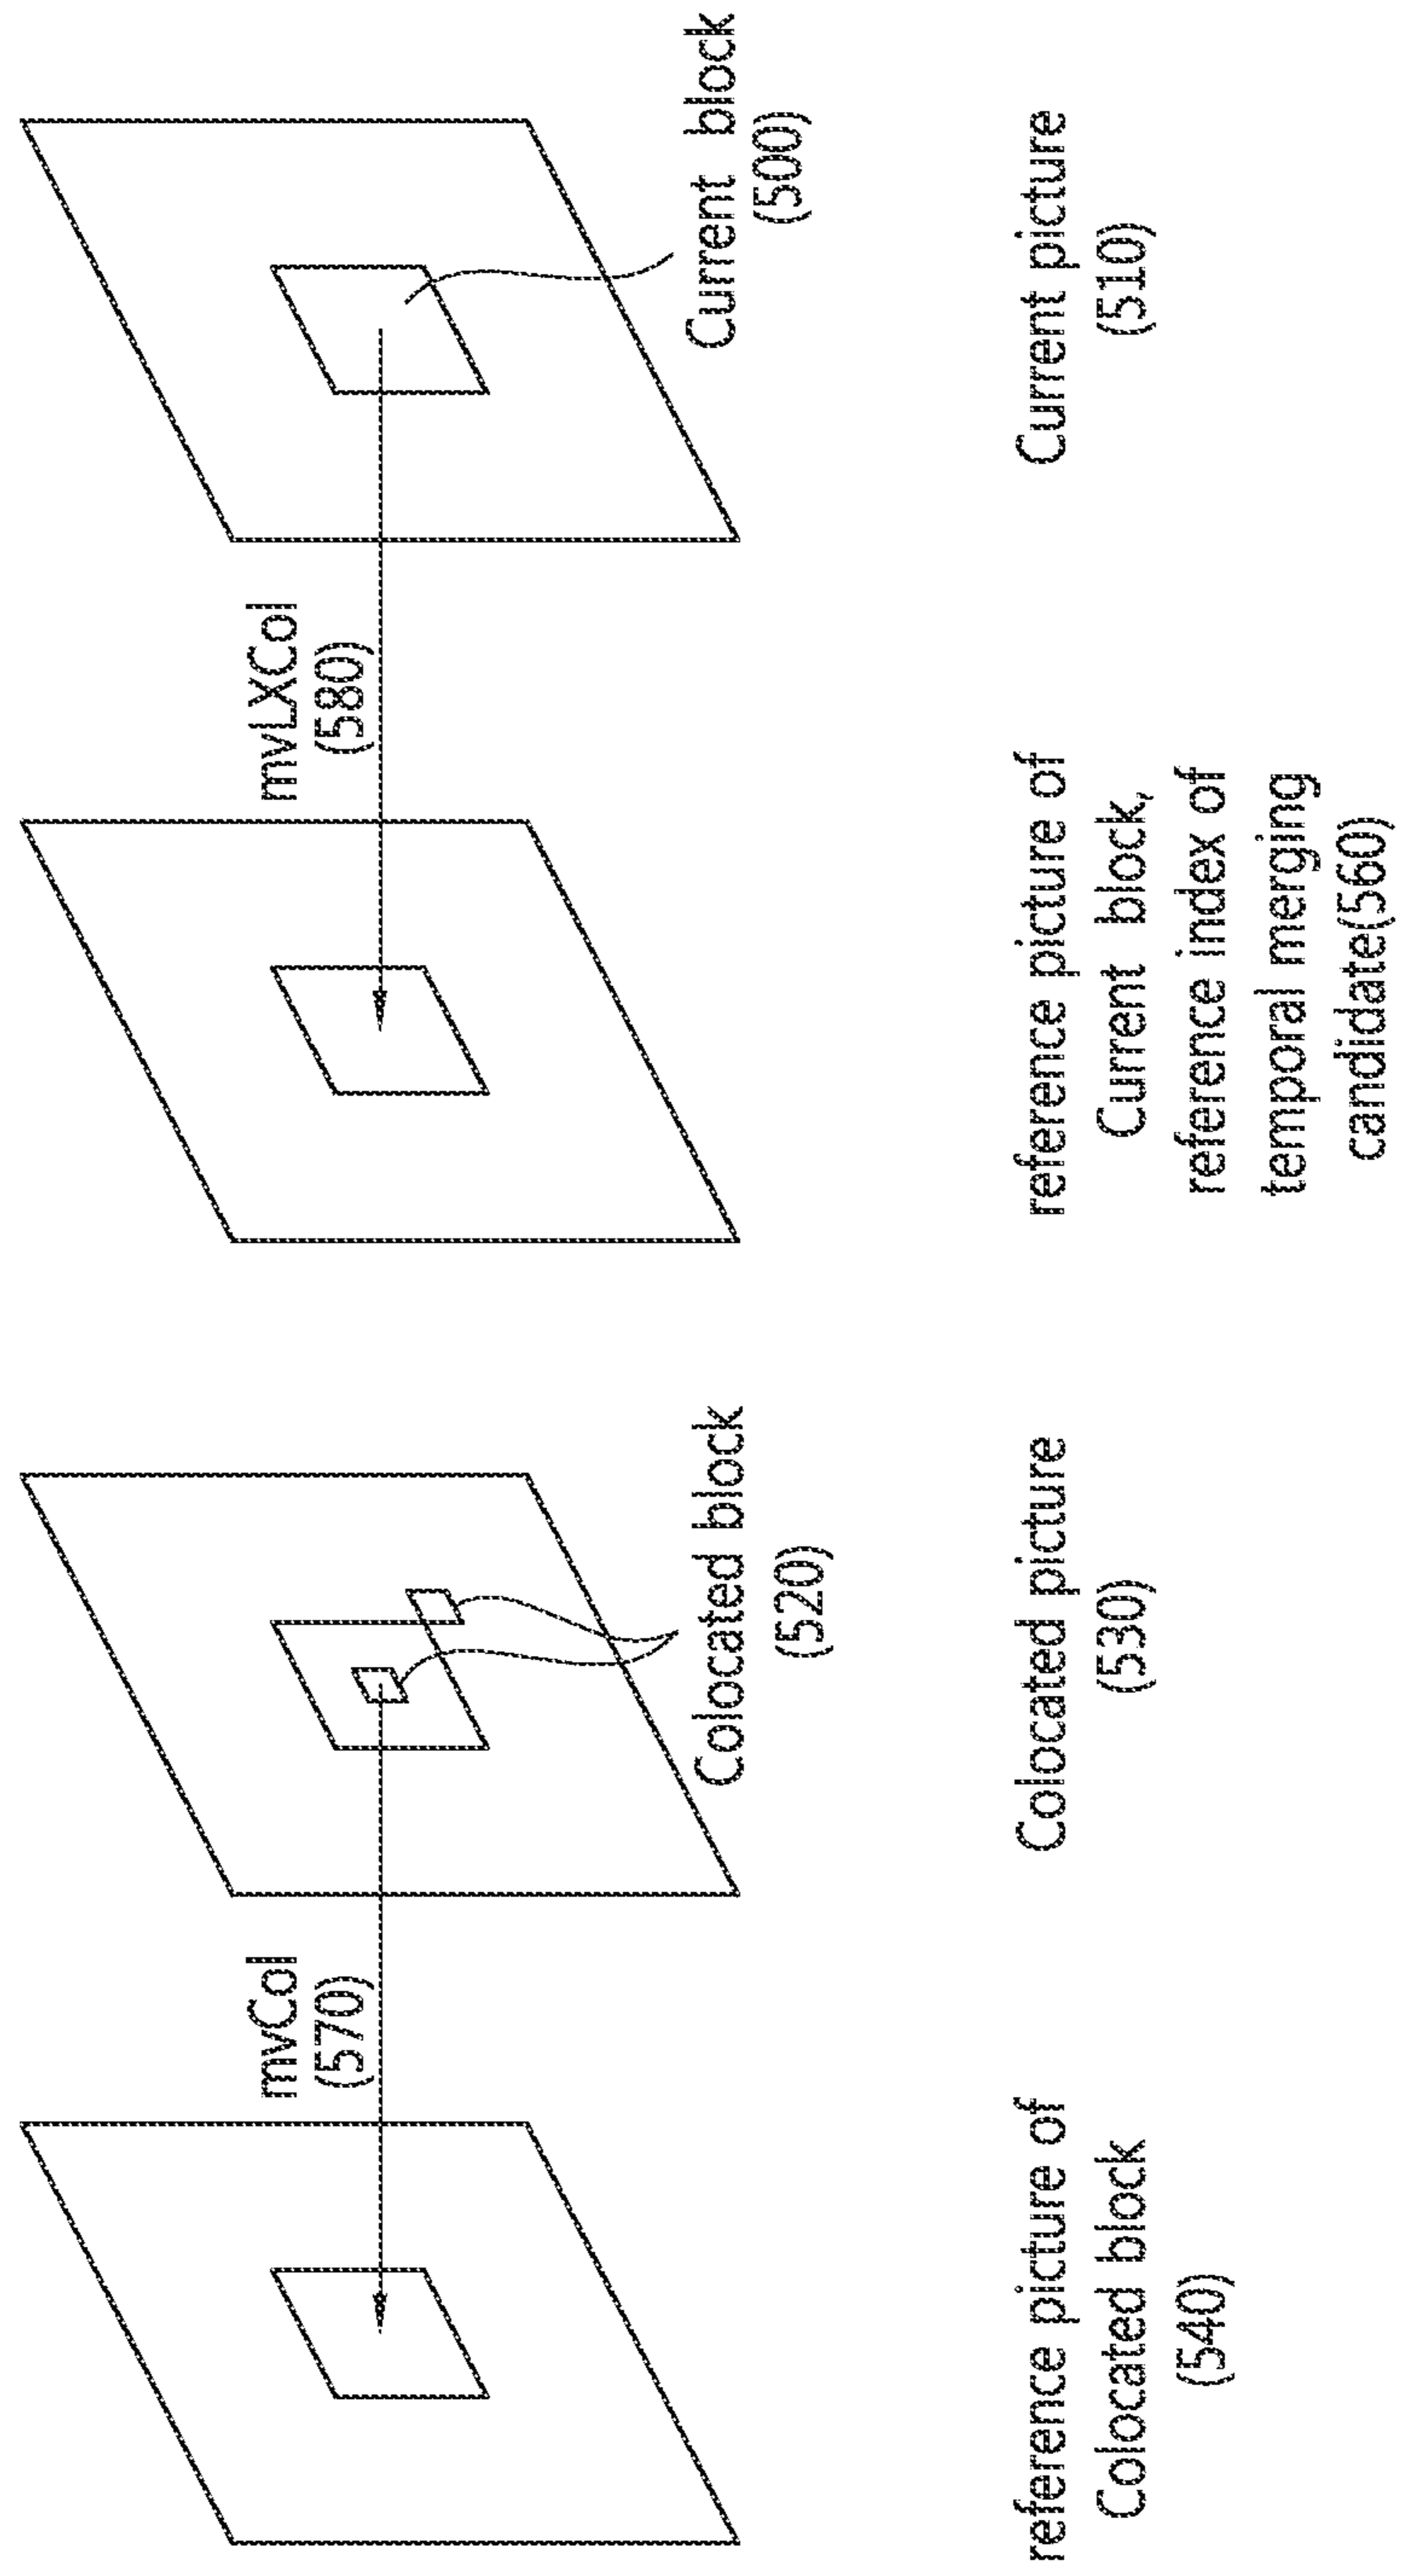 mvCol
(570)
mvLXCol
(580)
Colocated block
(520)
Current block
(500)
reference picture of
Colocated block
(540)
Colocated picture
(530)
reference picture of
Current block,
reference index of
temporal merging
candidate(560)
Current picture
(510)